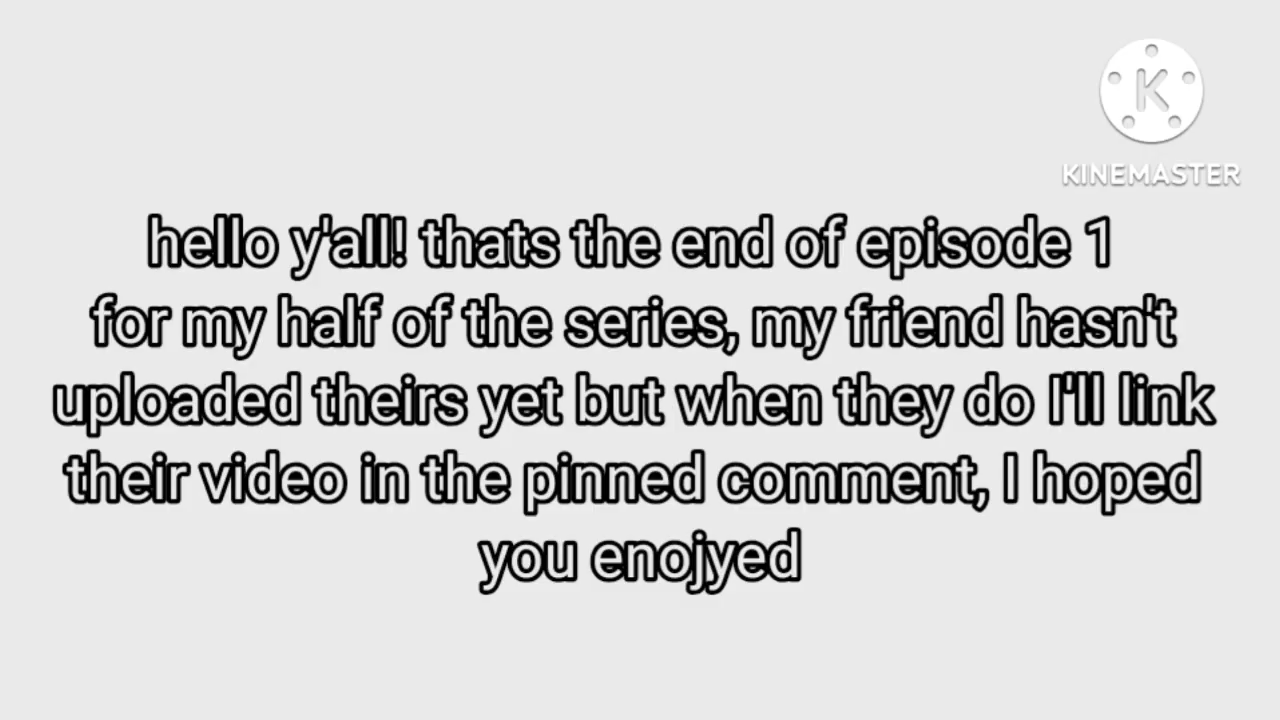 K
KINEMASTER
hello y'all! thats the end of episode 1
for my half of the series, my friend hasn't
uploaded theirs yet but when they do I'll link
their video in the pinned comment, I hoped
you enojyed